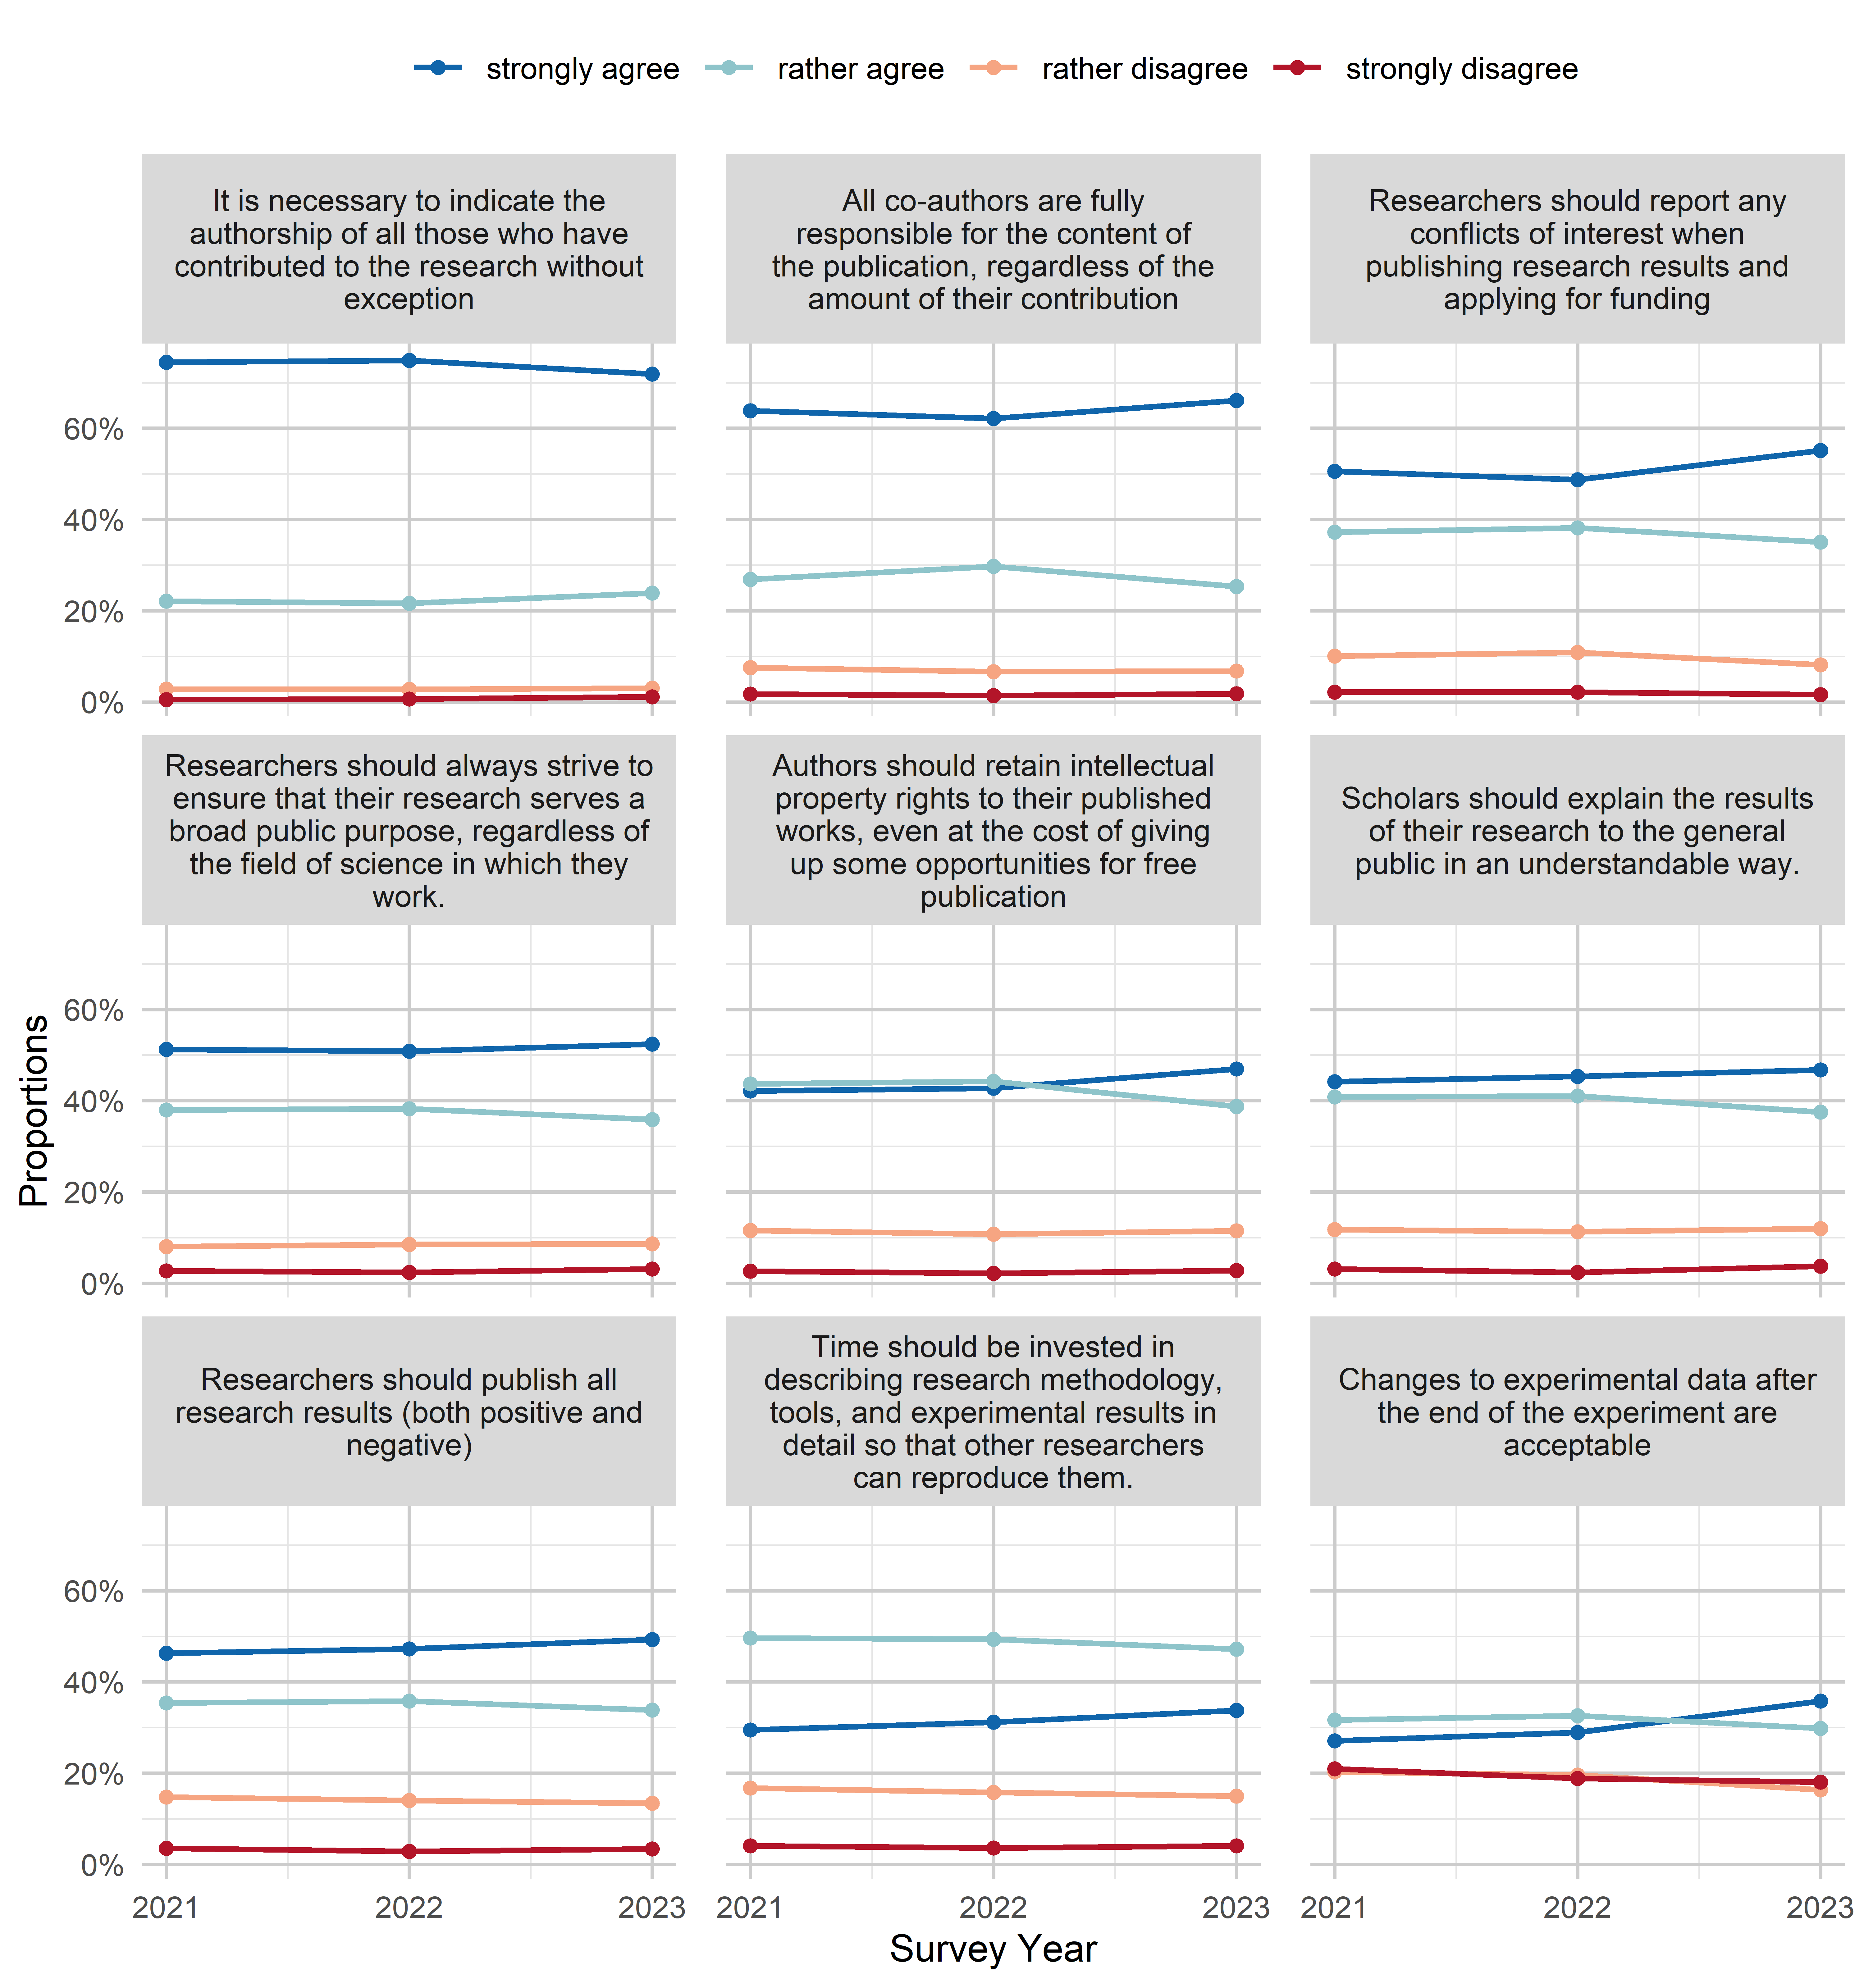 strongly agree rather agree rather disagree strongly disagree
It is necessary to indicate the
authorship of all those who have
contributed to the research without
exception
All co-authors are fully
responsible for the content of
the publication, regardless of the
amount of their contribution
Researchers should report any
conflicts of interest when
publishing research results and
applying for funding
60%
40%
20%
0%
Researchers should always strive to
ensure that their research serves a
broad public purpose, regardless of
the field of science in which they
work.
Authors should retain intellectual
property rights to their published
works, even at the cost of giving
up some opportunities for free
publication
Scholars should explain the results
of their research to the general
public in an understandable way.
Proportions
60%
40%
20%
0%
Researchers should publish all
research results (both positive and
negative)
Time should be invested in
describing research methodology,
tools, and experimental results in
detail so that other researchers
can reproduce them.
Changes to experimental data after
the end of the experiment are
acceptable
60%
40%
20%
0%
2021 2022 2023 2021 2022 2023 2021 2022 2023
Survey Year